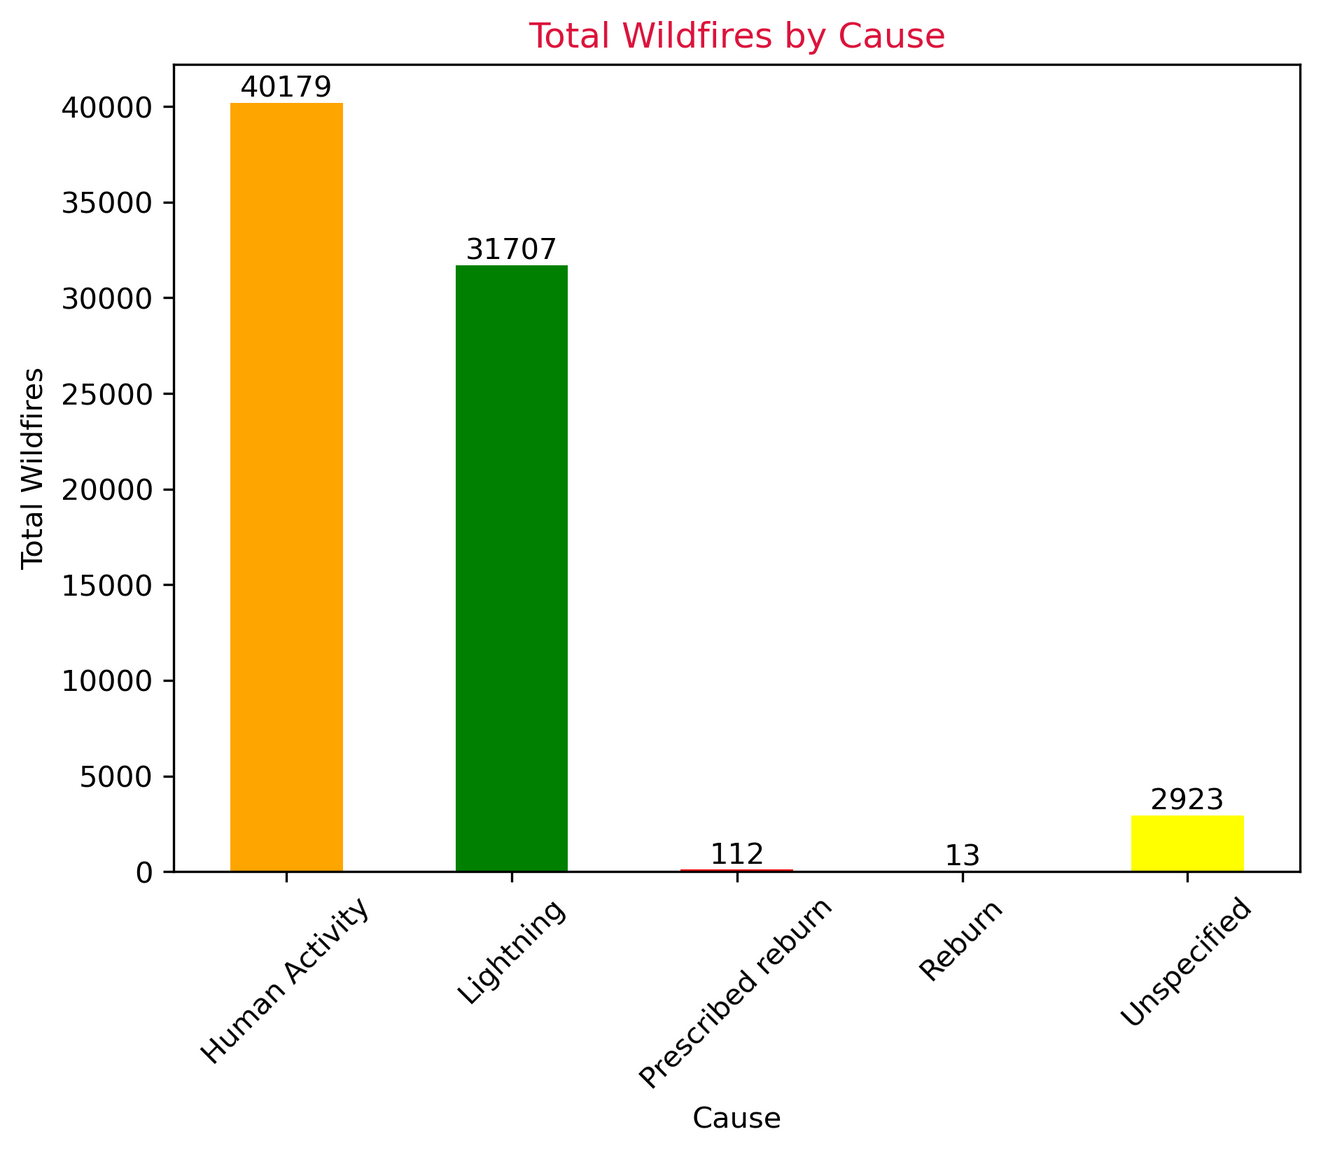 Total Wildfires by Cause
Total Wildfires
40000
35000
30000
25000
20000
15000
10000
5000
0
40179
31707
112
13
2923
Human Activity
Lightning
Prescribed reburn
Reburn
Unspecified
Cause